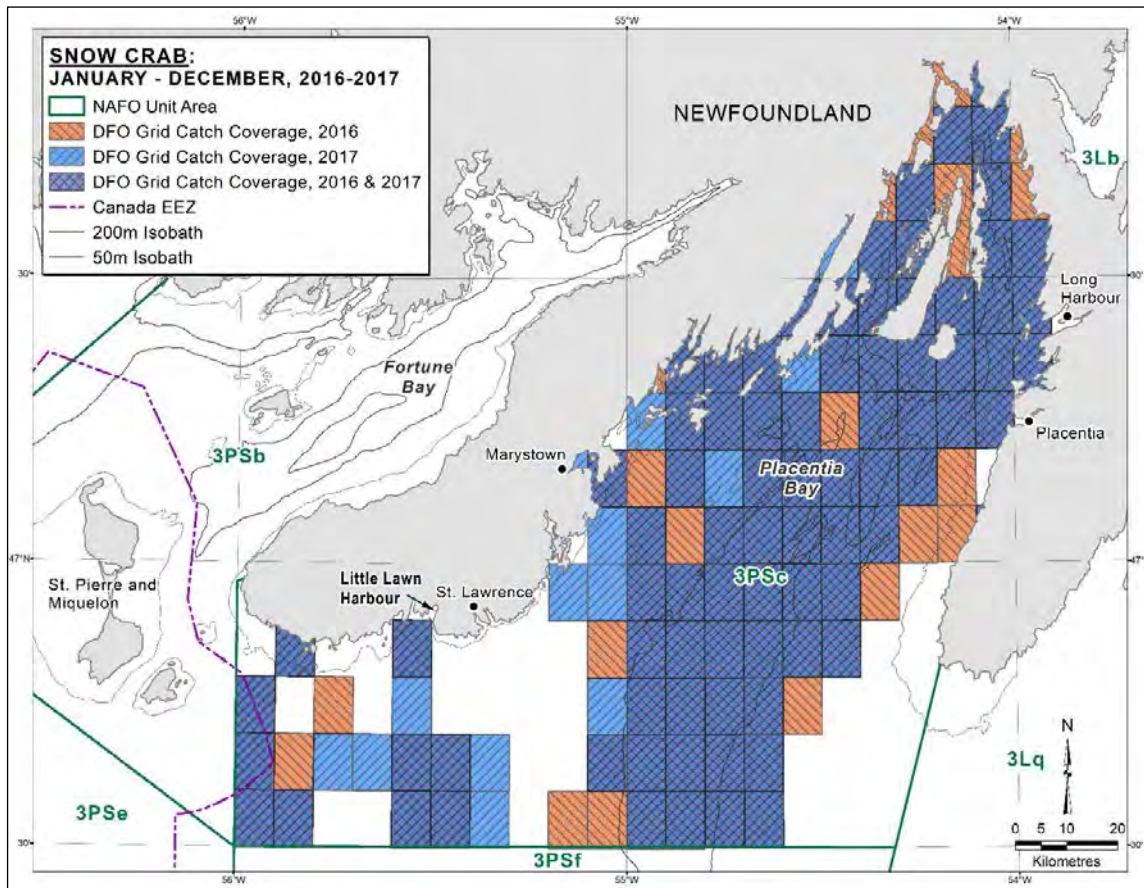 56°W
55°W
54°W
SNOW CRAB:
JANUARY - DECEMBER, 2016-2017
NAFO Unit Area
DFO Grid Catch Coverage, 2016
DFO Grid Catch Coverage, 2017
DFO Grid Catch Coverage, 2016 & 2017
Canada EEZ
200m Isobath
50m Isobath
NEWFOUNDLAND
3Lb
30'
30'
Long
Harbour
Fortune
Bay
Placentia
3PSb
Marystown
Placentia
Bay
47°N
47°N
3PSc
St. Pierre and
Miquelon
Little Lawn
Harbour
St. Lawrence
N
3Lq
3PSe
0 5 10 20
Kilometres
30'
30'
3PSf
56°W
55°W
54°W